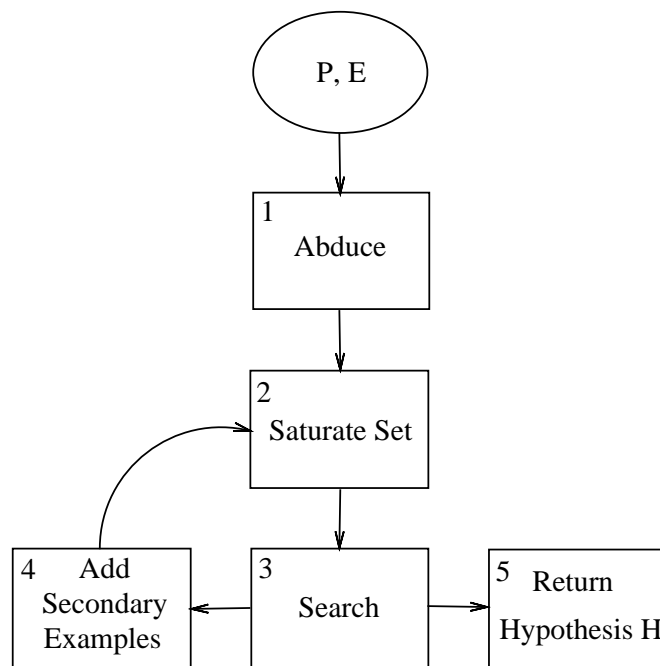 P, E
1
Abduce
2
Saturate Set
4
Add
Secondary
Examples
3
Search
5
Return
Hypothesis H